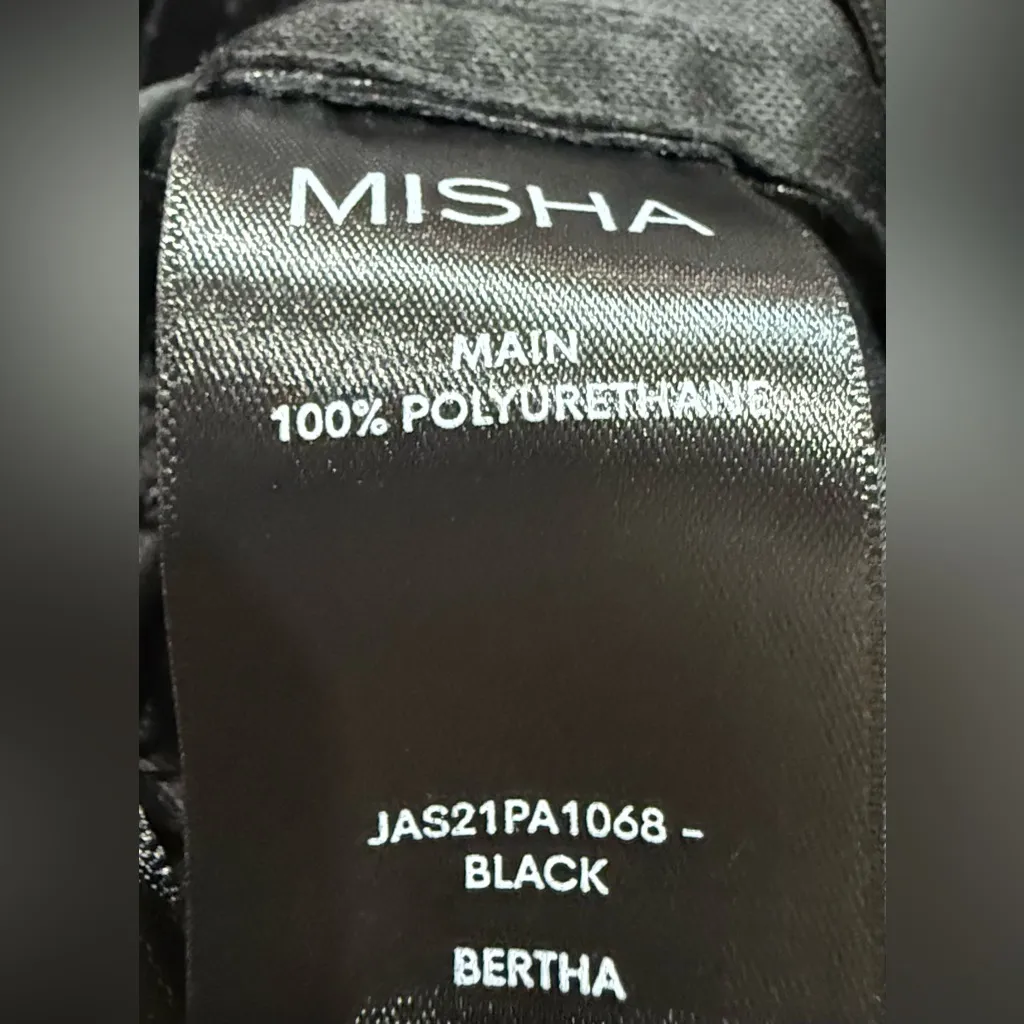 MISHA
MAIN
100% POLYURETHANE
JAS21PA1068 -
BLACK
BERTHA